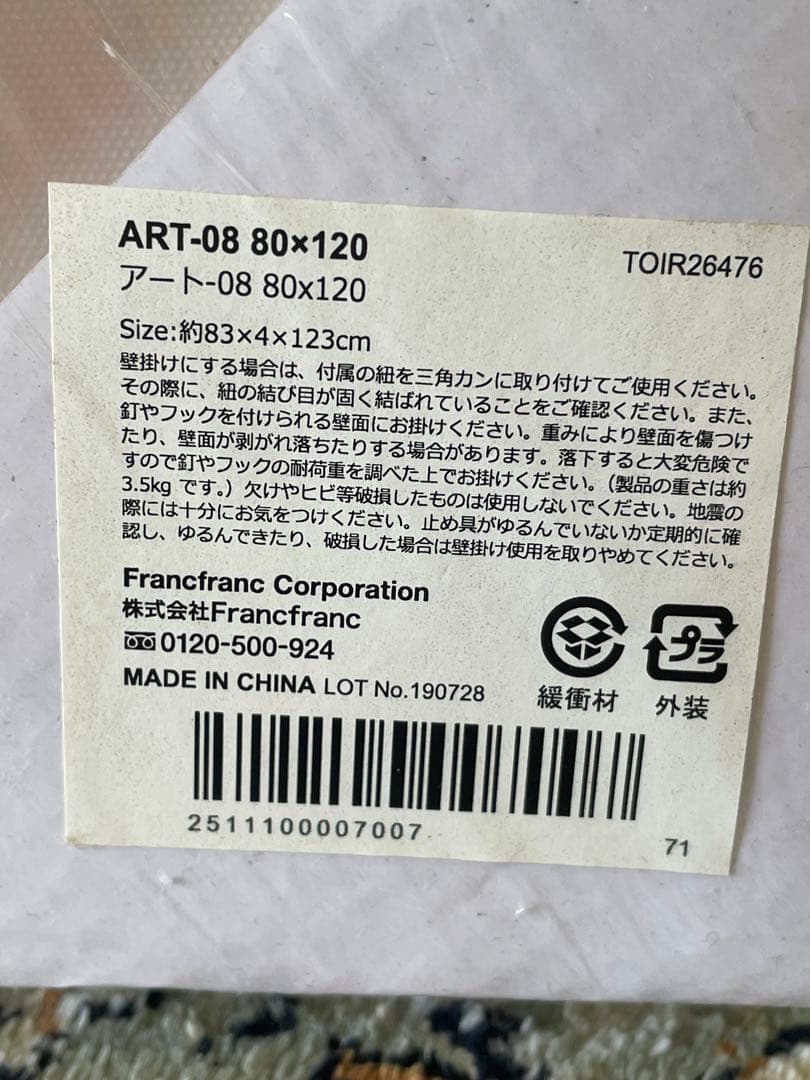 ART-08 80×120
TOIR26476
アート-08 80x120
Size:約83×4×123cm
壁掛けにする場合は、付属の紐を三角カンに取り付けてご使用ください。
その際に、紐の結び目が固く結ばれていることをご確認ください。また、
釘やフックを付けられる壁面にお掛けください。重みにより壁面を傷つけ
たり、壁面が剥がれ落ちたりする場合があります。落下すると大変危険で
すので釘やフックの耐荷重を調べた上でお掛けください。（製品の重さは約
3.5kg です。）欠けやヒビ等破損したものは使用しないでください。地震の
際には十分にお気をつけください。止め具がゆるんでいないか定期的に確
認し、ゆるんできたり、破損した場合は壁掛け使用を取りやめてください。
Francfranc Corporation
株式会社Francfranc
0120-500-924
MADE IN CHINA LOT No.190728
プラ
緩衝材
外装
2511100007007
71